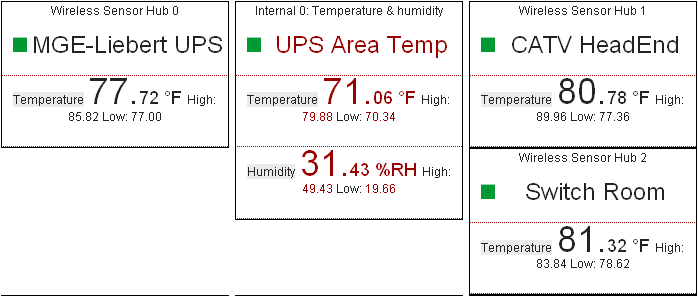 Wireless Sensor Hub 0
MGE-Liebert UPS
Temperature 77.72 °F High:
85.82 Low: 77.00
Internal 0: Temperature & humidity
UPS Area Temp
Temperature 71.06 °F High:
79.88 Low: 70.34
Humidity 31.43 %RH High:
49.43 Low: 19.66
Wireless Sensor Hub 1
CATV HeadEnd
Temperature 80.78 °F High:
89.96 Low: 77.36
Wireless Sensor Hub 2
Switch Room
Temperature 81.32 °F High:
83.84 Low: 78.62